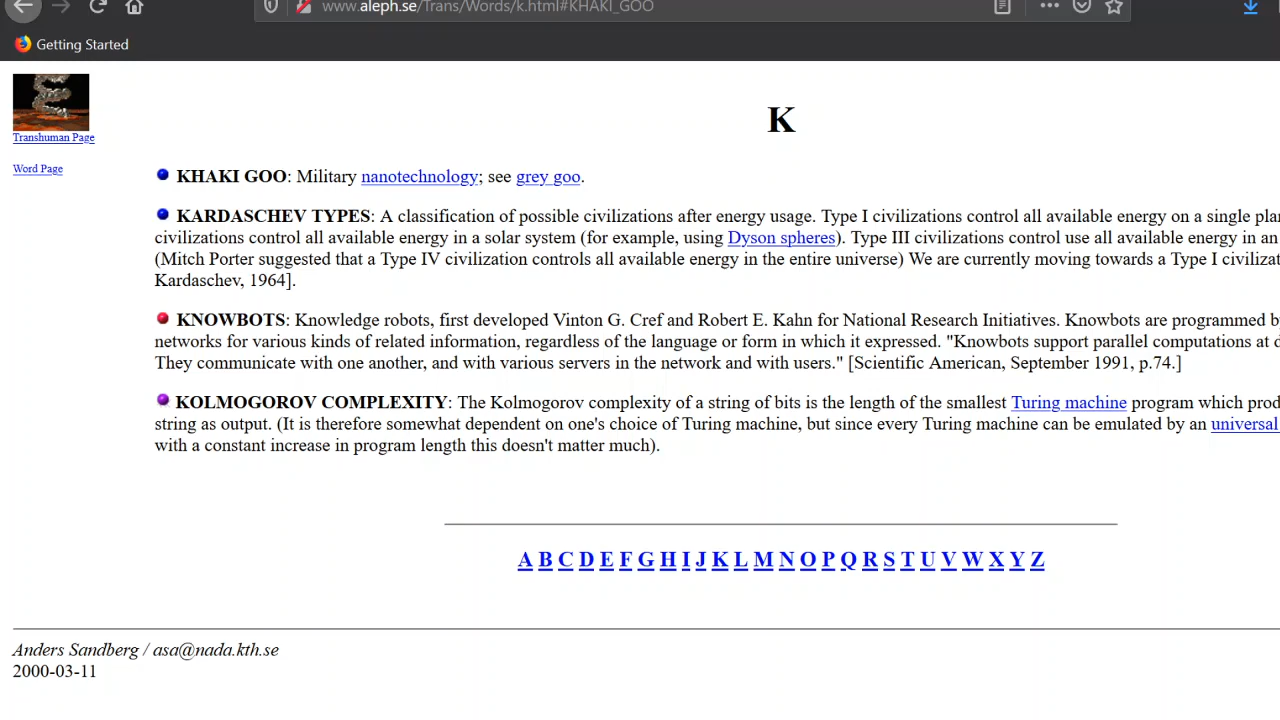 www.aleph.se/Trans/Words/k.html#KHAKI_GOO
Getting Started
Transhuman Page
Word Page
K
KHAKI GOO: Military nanotechnology; see grey goo.
KARDASCHEV TYPES: A classification of possible civilizations after energy usage. Type I civilizations control all available energy on a single
civilizations control all available energy in a solar system (for example, using Dyson spheres). Type III civilizations control use all available energy in an
(Mitch Porter suggested that a Type IV civilization controls all available energy in the entire universe) We are currently moving towards a Type I
Kardaschev, 1964].
KNOWBOTS: Knowledge robots, first developed Vinton G. Cref and Robert E. Kahn for National Research Initiatives. Knowbots are programmed
networks for various kinds of related information, regardless of the language or form in which it expressed. "Knowbots support parallel computations at
They communicate with one another, and with various servers in the network and with users." [Scientific American, September 1991, p.74.]
KOLMOGOROV COMPLEXITY: The Kolmogorov complexity of a string of bits is the length of the smallest Turing machine program which
string as output. (It is therefore somewhat dependent on one's choice of Turing machine, but since every Turing machine can be emulated by an universal
with a constant increase in program length this doesn't matter much).
A B C D E F G H I J K L M N O P Q R S T U V W X Y Z
Anders Sandberg / asa@nada.kth.se
2000-03-11